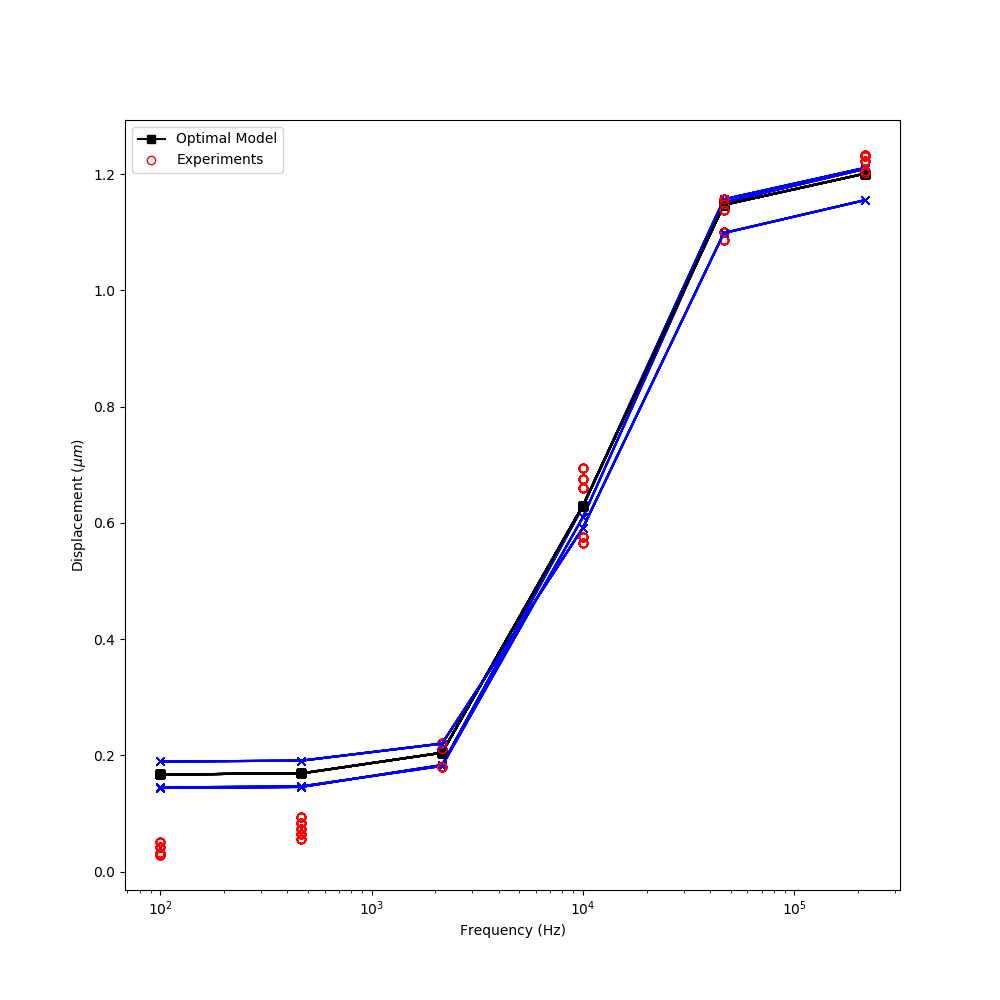 Optimal Model
Experiments
1.2
1.0
0.8
0.6
0.4
0.2
0.0
Displacement (μm)
10² 10³ 10⁴ 10⁵
Frequency (Hz)